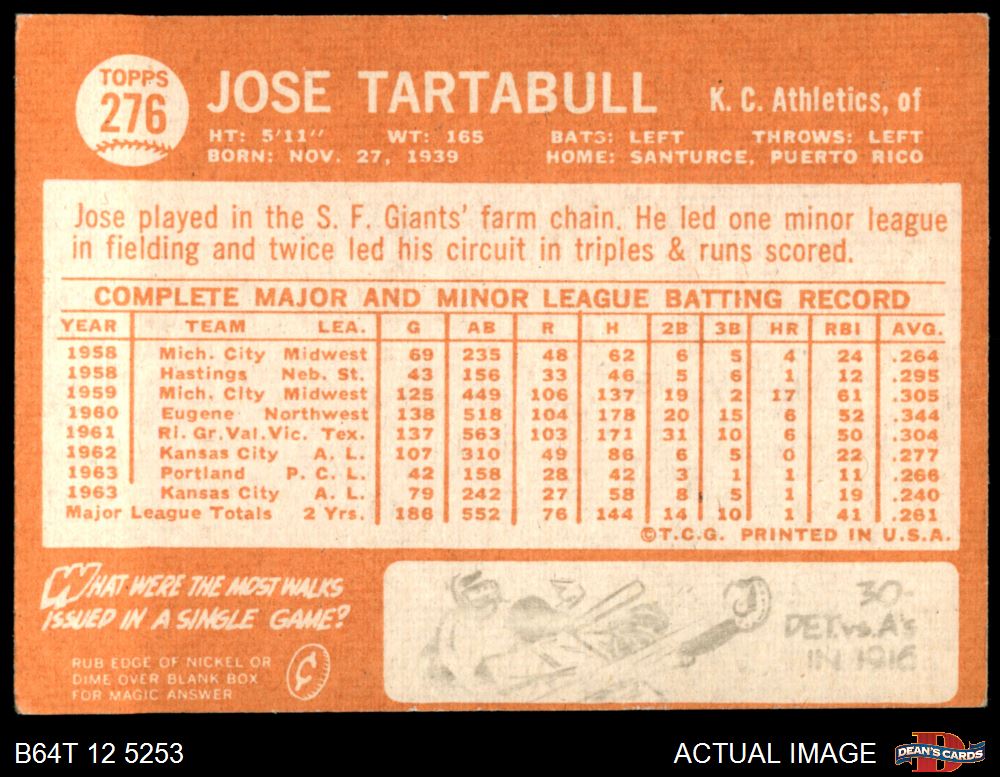 TOPPS
276
JOSE TARTABULL
K. C. Athletics, of
HT: 5'11" WT: 165 BATS: LEFT THROWS: LEFT
BORN: NOV. 27, 1939 HOME: SANTURCE, PUERTO RICO
Jose played in the S. F. Giants' farm chain. He led one minor league
in fielding and twice led his circuit in triples & runs scored.
COMPLETE MAJOR AND MINOR LEAGUE BATTING RECORD
YEAR TEAM LEA. G AB R H 2B 3B HR RBI AVG.
1958 Mich. City Midwest 69 235 48 62 6 5 4 24 .264
1958 Hastings Neb. St. 43 156 33 46 5 6 1 12 .295
1959 Mich. City Midwest 125 449 106 137 19 2 17 61 .305
1960 Eugene Northwest 138 518 104 178 20 15 6 52 .344
1961 Ri. Gr.Val.Vic. Tex. 137 563 103 171 31 10 6 50 .304
1962 Kansas City A. L. 107 310 49 86 6 5 0 22 .277
1963 Portland P. C. L. 42 158 28 42 3 1 1 11 .266
1963 Kansas City A. L. 79 242 27 58 8 5 1 19 .240
Major League Totals 2 Yrs. 186 552 76 144 14 10 1 41 .261
©T.C.G. PRINTED IN U.S.A.
WHAT WERE THE MOST WALKS
ISSUED IN A SINGLE GAME?
RUB EDGE OF NICKEL OR
DIME OVER BLANK BOX
FOR MAGIC ANSWER
30-
DET. vs. A's
IN 1916
B64T 12 5253
ACTUAL IMAGE
DEAN'S CARDS